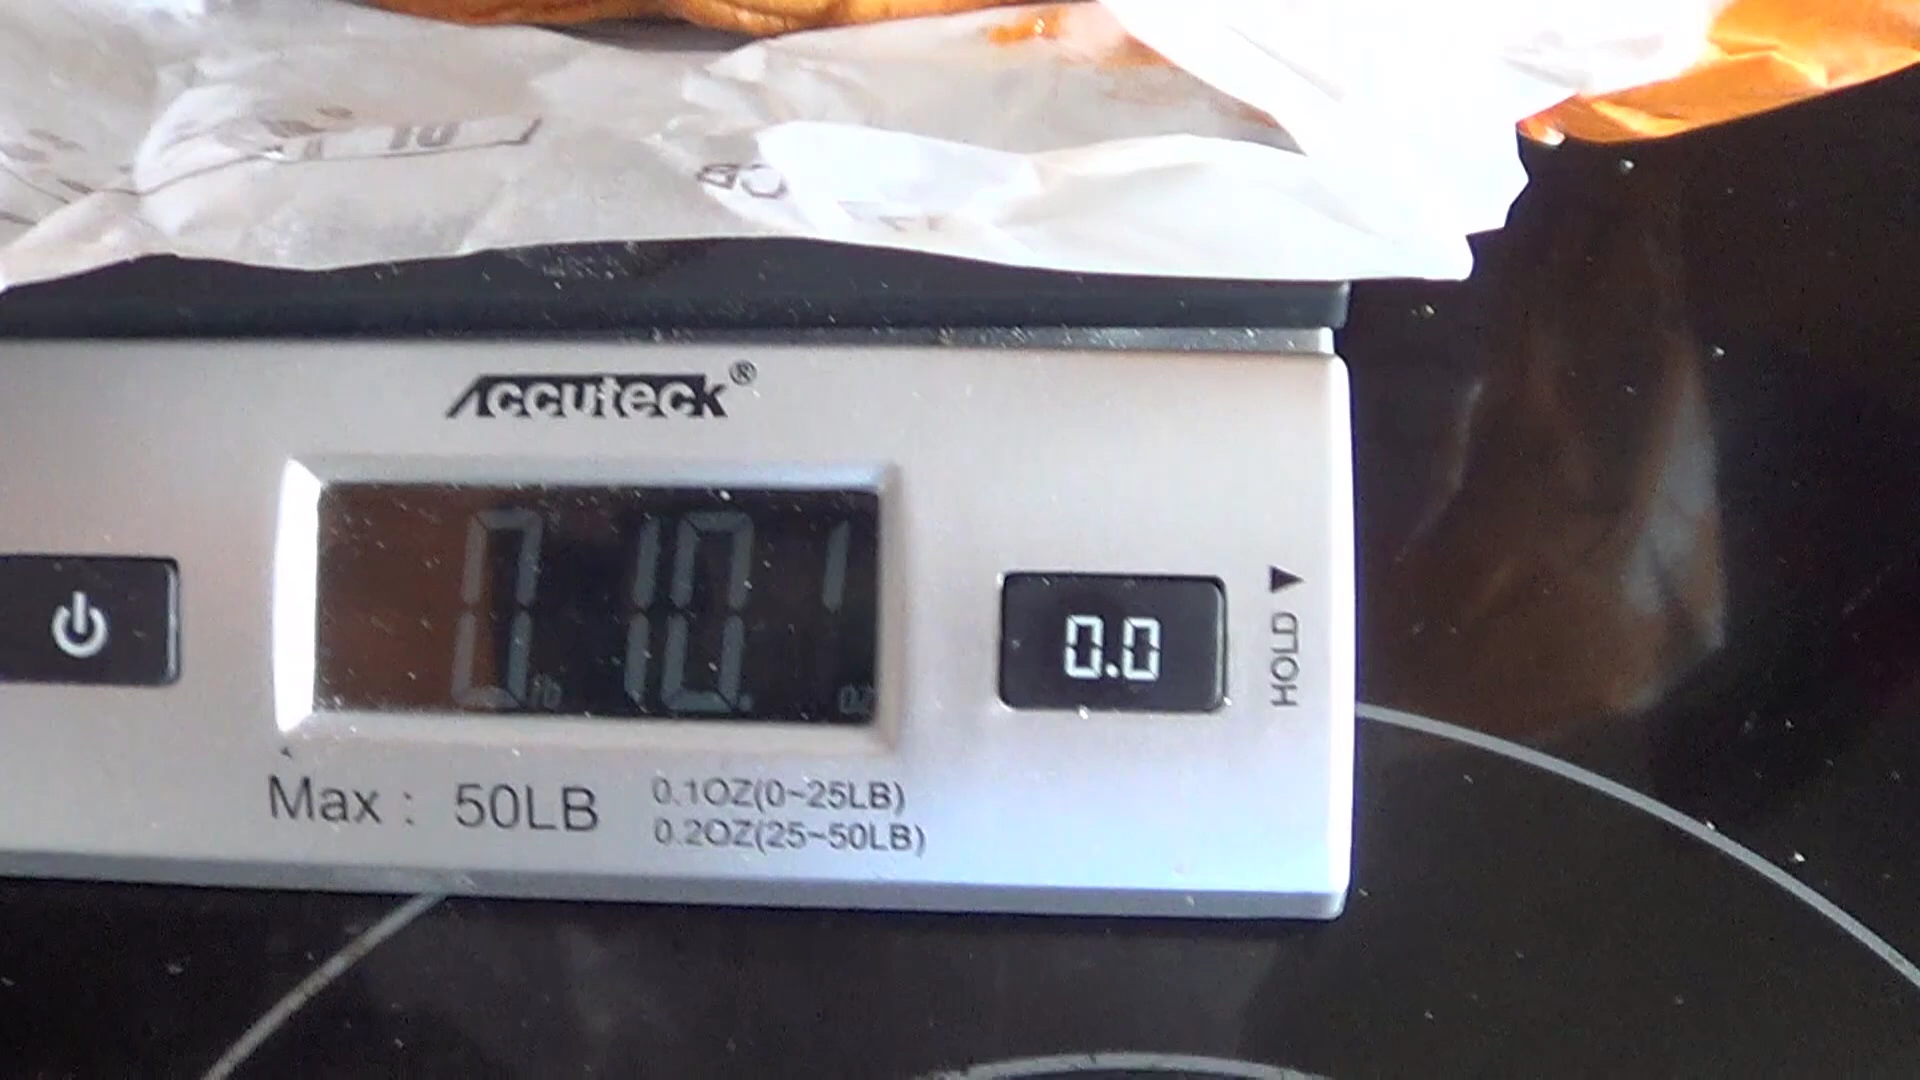 Accuteck®
0 lb 10.1 oz
0.0
HOLD
Max : 50LB
0.1OZ(0~25LB)
0.2OZ(25~50LB)